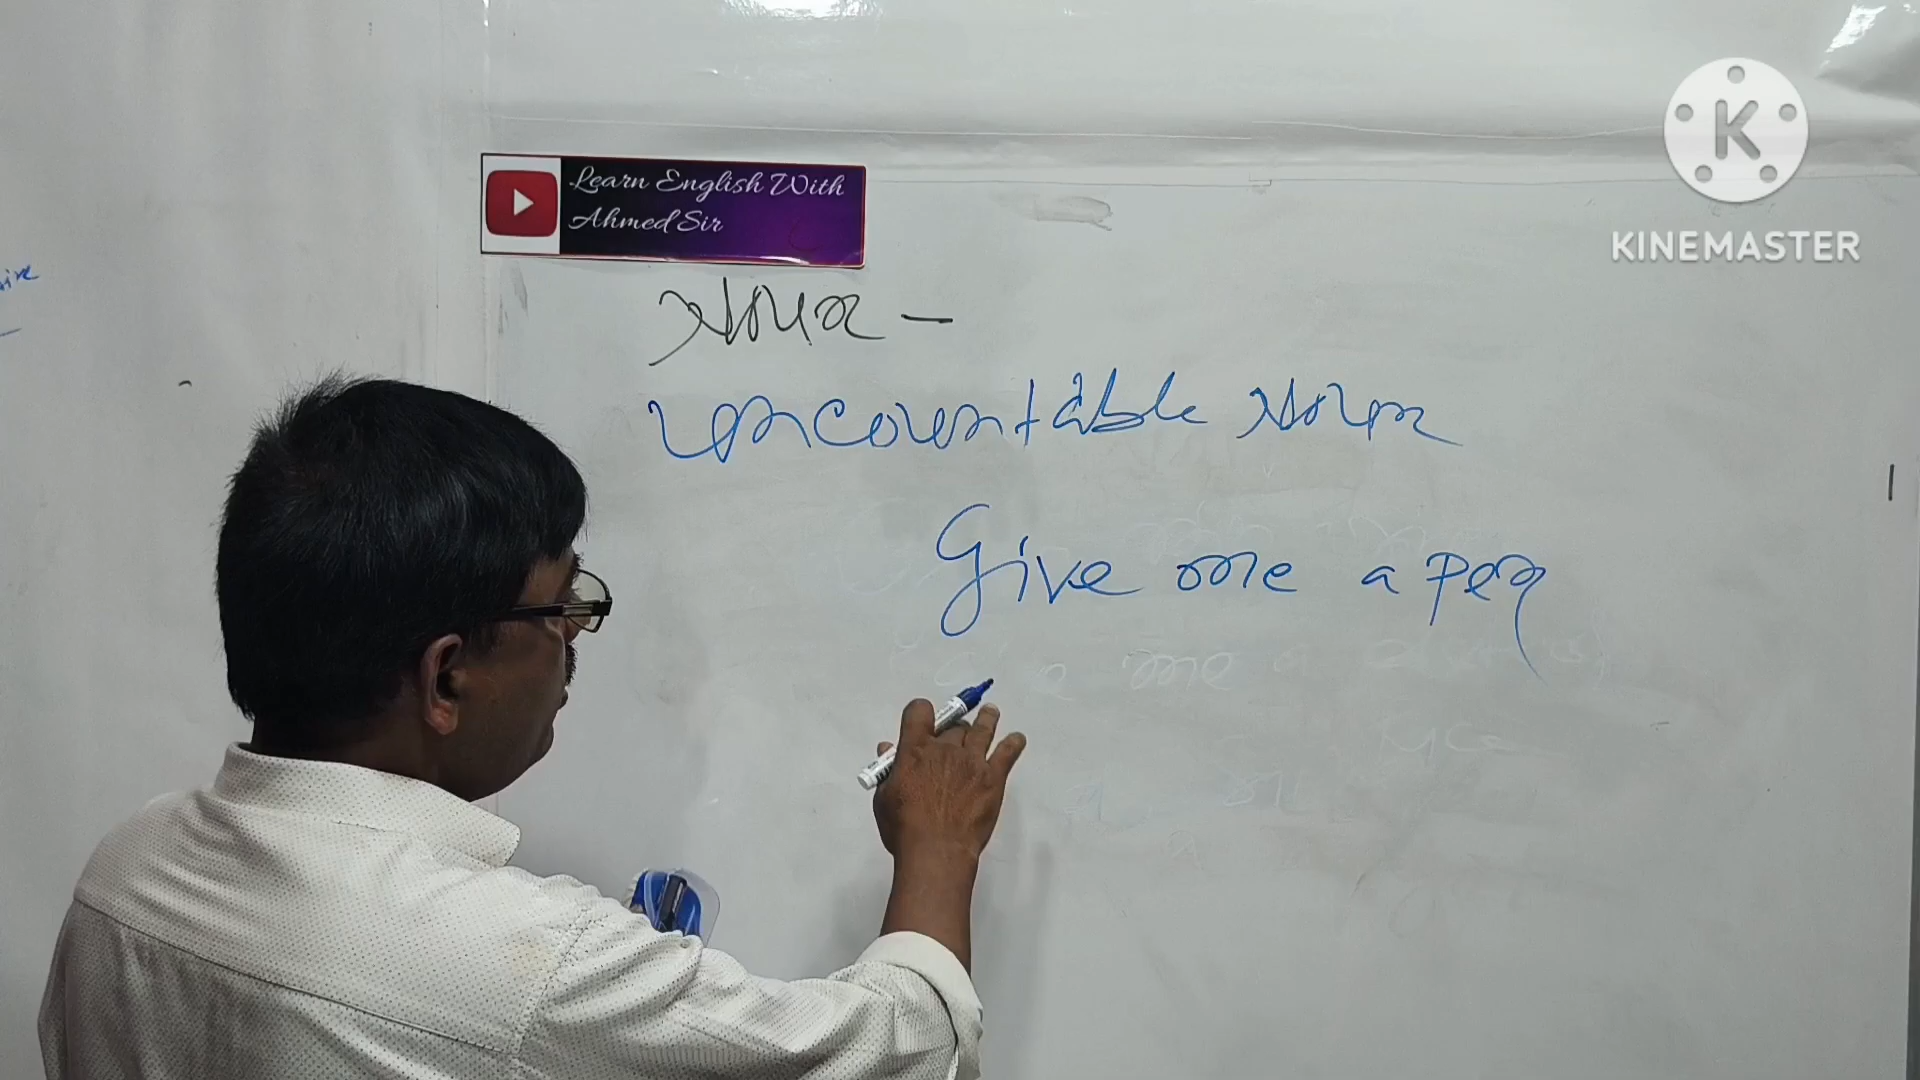 Learn English With
Ahmed Sir
KINEMASTER
Noun -
uncountable Noun
Give me a pen